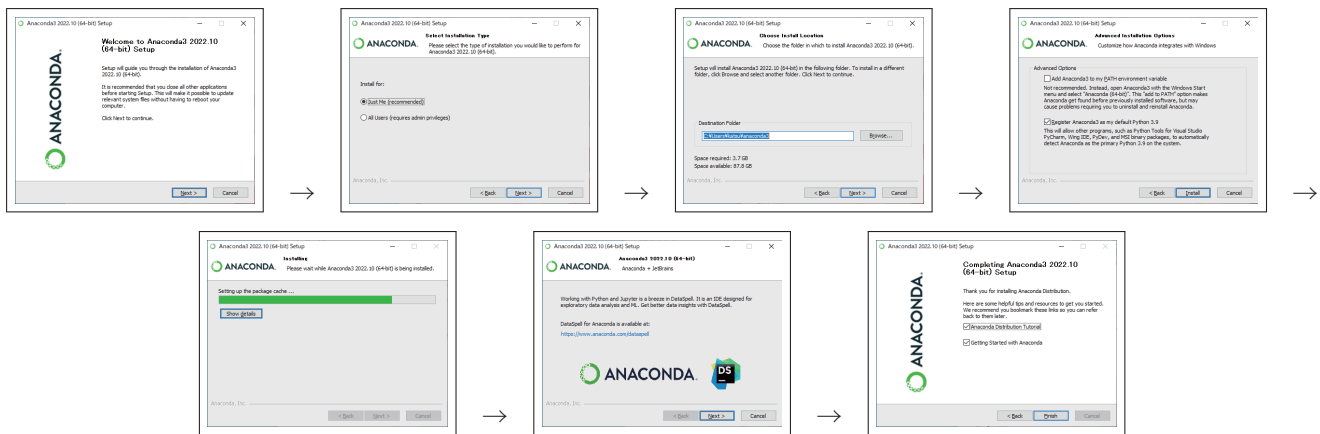 Anaconda3 2022.10 (64-bit) Setup
ANACONDA.
Welcome to Anaconda3 2022.10
(64-bit) Setup
Setup will guide you through the installation of Anaconda3
2022.10 (64-bit).
It is recommended that you close all other applications
before starting Setup. This will make it possible to update
relevant system files without having to reboot your
computer.
Click Next to continue.
Next >
Cancel
Anaconda3 2022.10 (64-bit) Setup
ANACONDA.
Select Installation Type
Please select the type of installation you would like to perform for
Anaconda3 2022.10 (64-bit).
Install for:
Just Me (recommended)
All Users (requires admin privileges)
Anaconda, Inc.
< Back
Next >
Cancel
Anaconda3 2022.10 (64-bit) Setup
ANACONDA.
Choose Install Location
Choose the folder in which to install Anaconda3 2022.10 (64-bit).
Setup will install Anaconda3 2022.10 (64-bit) in the following folder. To install in a different
folder, click Browse and select another folder. Click Next to continue.
Destination Folder
C:¥Users¥katsu¥anaconda3
Browse...
Space required: 3.7 GB
Space available: 87.8 GB
Anaconda, Inc.
< Back
Next >
Cancel
Anaconda3 2022.10 (64-bit) Setup
ANACONDA.
Advanced Installation Options
Customize how Anaconda integrates with Windows
Advanced Options
Add Anaconda3 to my PATH environment variable
Not recommended. Instead, open Anaconda3 with the Windows Start
menu and select "Anaconda (64-bit)". This "add to PATH" option makes
Anaconda get found before previously installed software, but may
cause problems requiring you to uninstall and reinstall Anaconda.
Register Anaconda3 as my default Python 3.9
This will allow other programs, such as Python Tools for Visual Studio
PyCharm, Wing IDE, PyDev, and MSI binary packages, to automatically
detect Anaconda as the primary Python 3.9 on the system.
Anaconda, Inc.
< Back
Install
Cancel
Anaconda3 2022.10 (64-bit) Setup
ANACONDA.
Installing
Please wait while Anaconda3 2022.10 (64-bit) is being installed.
Setting up the package cache ...
Show details
Anaconda, Inc.
< Back
Next >
Cancel
Anaconda3 2022.10 (64-bit) Setup
ANACONDA.
Anaconda3 2022.10 (64-bit)
Anaconda + JetBrains
Working with Python and Jupyter is a breeze in DataSpell. It is an IDE designed for
exploratory data analysis and ML. Get better data insights with DataSpell.
DataSpell for Anaconda is available at:
https://www.anaconda.com/dataspell
ANACONDA.
DS
Anaconda, Inc.
< Back
Next >
Cancel
Anaconda3 2022.10 (64-bit) Setup
ANACONDA.
Completing Anaconda3 2022.10
(64-bit) Setup
Thank you for installing Anaconda Distribution.
Here are some helpful tips and resources to get you started.
We recommend you bookmark these links so you can refer
back to them later.
Anaconda Distribution Tutorial
Getting Started with Anaconda
< Back
Finish
Cancel